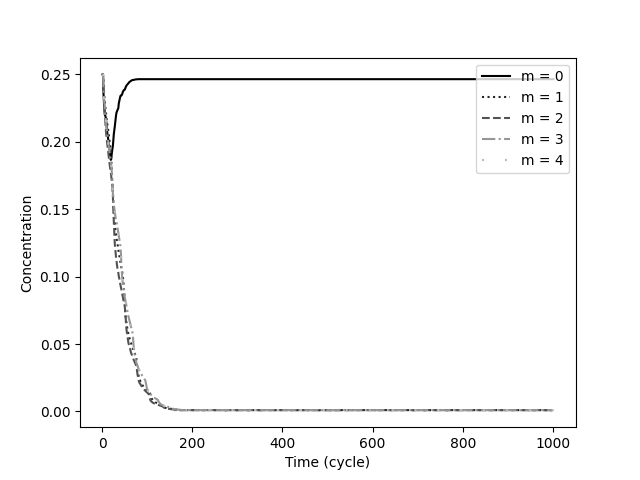 m = 0
m = 1
m = 2
m = 3
m = 4
0.25
0.20
0.15
0.10
0.05
0.00
Concentration
0 200 400 600 800 1000
Time (cycle)